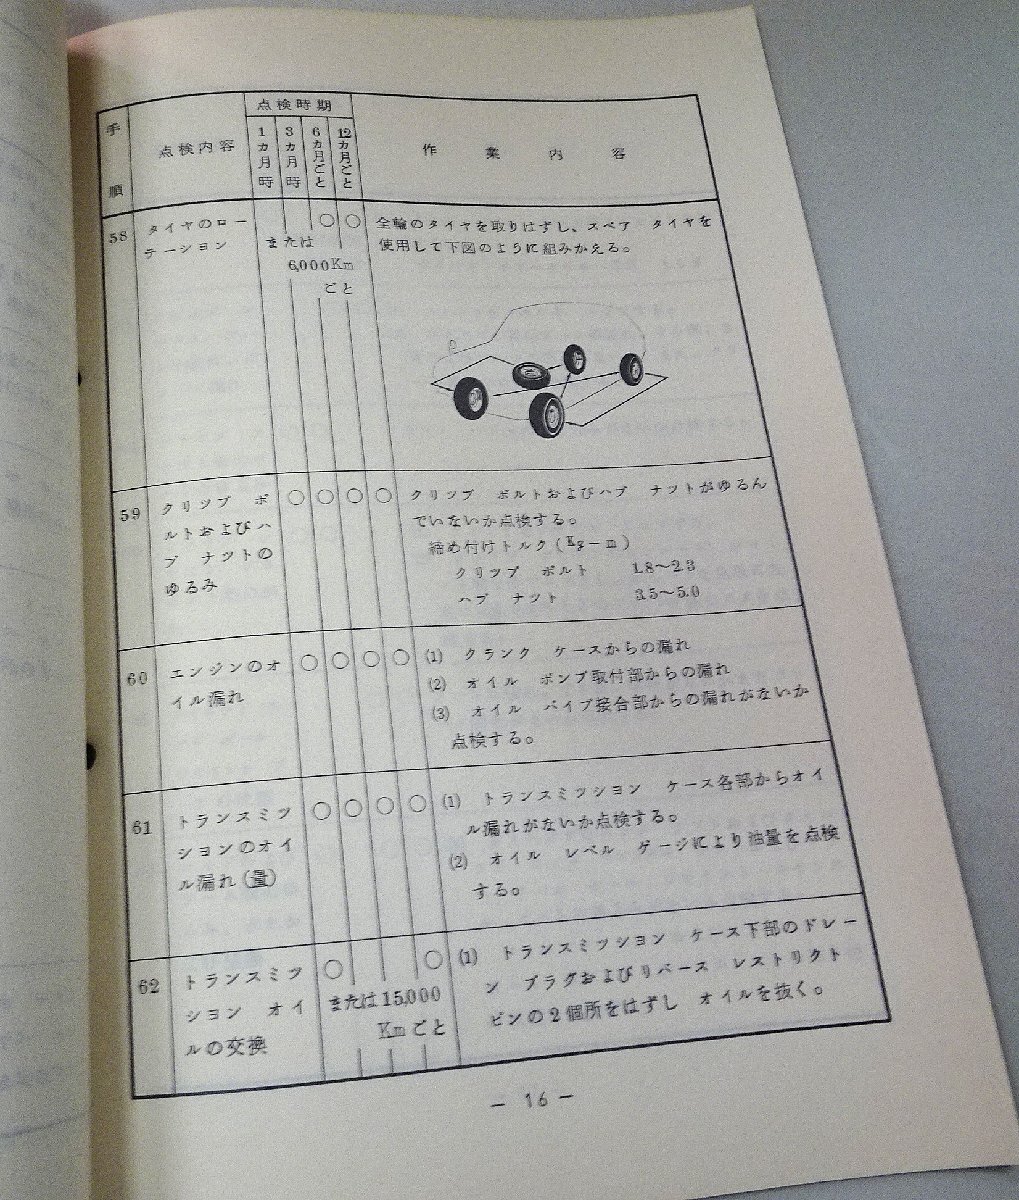 手順
点検内容
点検時期
1カ月時
3カ月時
6カ月ごと
12カ月ごと
作業内容
58
タイヤのロー
テーション
○ ○
または
6,000Km
ごと
全輪のタイヤを取りはずし、スペア タイヤを
使用して下図のように組みかえる。
59
クリップ ボ
ルトおよびハ
ブ ナットの
ゆるみ
○ ○ ○ ○
クリップ ボルトおよびハブ ナットがゆるん
でいないか点検する。
締め付けトルク(Kg−m)
クリップ ボルト 1.8〜2.3
ハブ ナット 3.5〜5.0
60
エンジンのオ
イル漏れ
○ ○ ○ ○
(1) クランク ケースからの漏れ
(2) オイル ポンプ取付部からの漏れ
(3) オイル パイプ接合部からの漏れがないか
点検する。
61
トランスミッ
ションのオイ
ル漏れ(量)
○ ○ ○ ○
(1) トランスミッション ケース各部からオイ
ル漏れがないか点検する。
(2) オイル レベル ゲージにより油量を点検
する。
62
トランスミッ
ション オイ
ルの交換
○ ○
または15,000
Kmごと
(1) トランスミッション ケース下部のドレー
ン プラグおよびリバース レストリクト
ピンの2個所をはずし オイルを抜く。
− 16 −